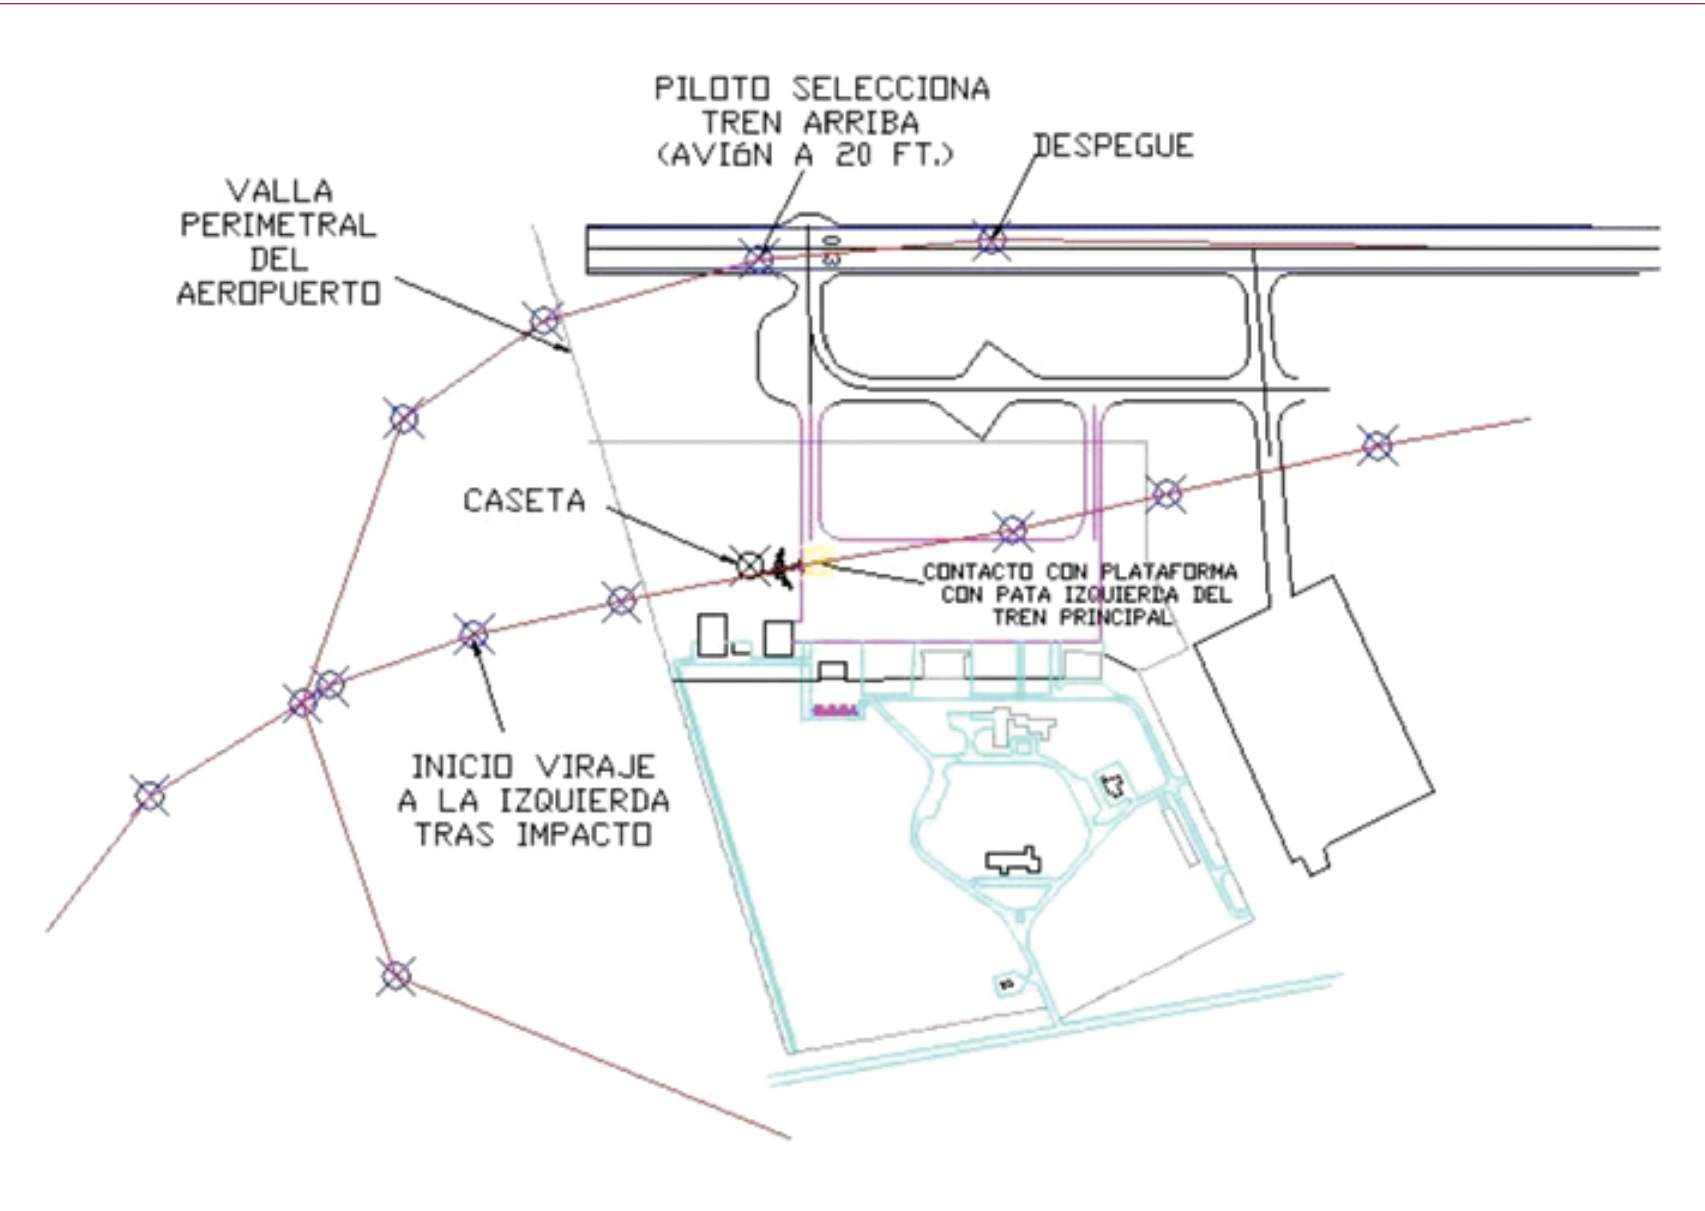 PILOTO SELECCIONA
TREN ARRIBA
(AVIóN A 20 FT.)
DESPEGUE
VALLA
PERIMETRAL
DEL
AEROPUERTO
03
CASETA
CONTACTO CON PLATAFORMA
CON PATA IZQUIERDA DEL
TREN PRINCIPAL
INICIO VIRAJE
A LA IZQUIERDA
TRAS IMPACTO